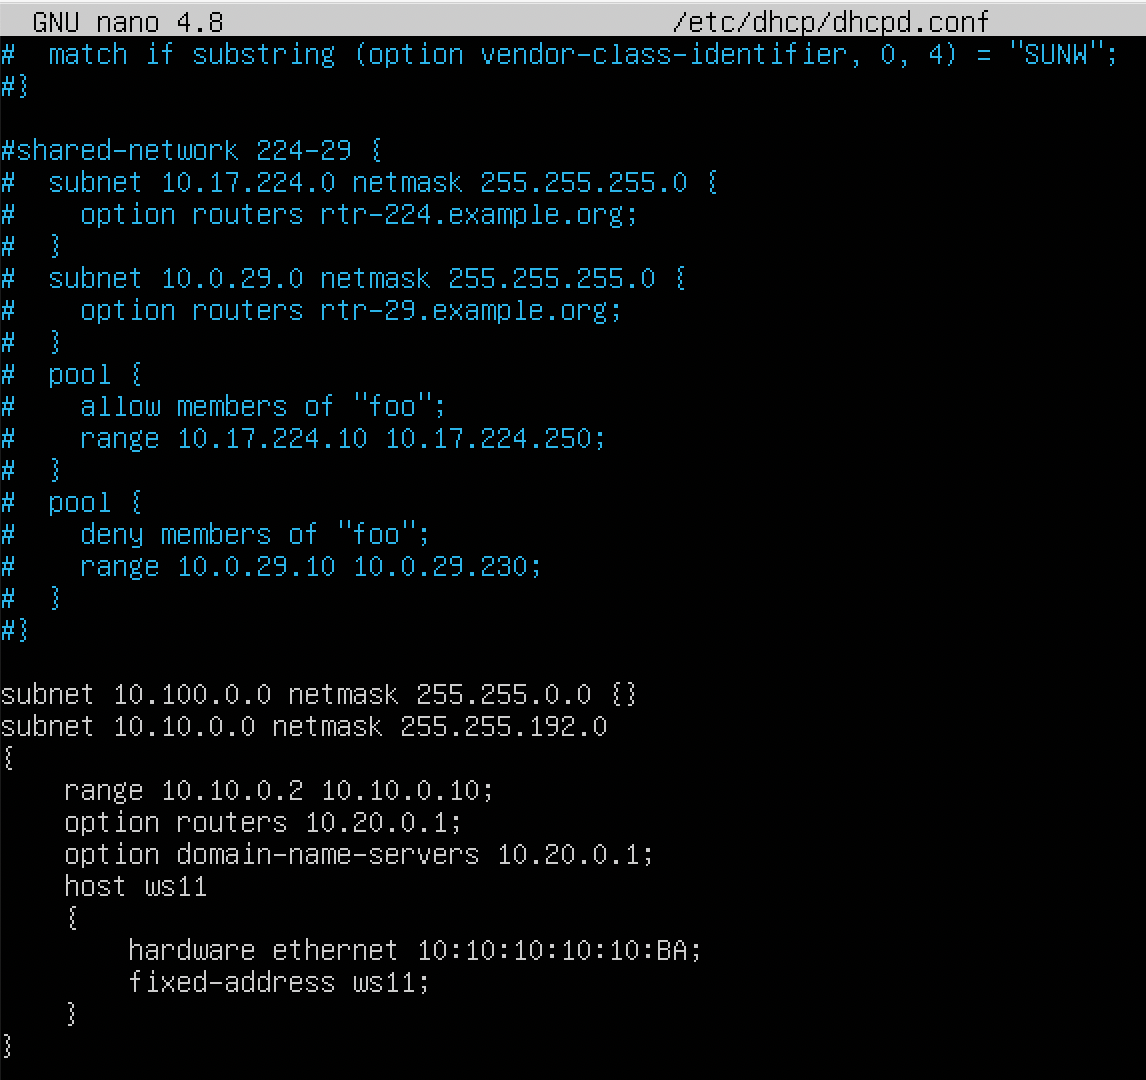 GNU nano 4.8 /etc/dhcp/dhcpd.conf
#  match if substring (option vendor-class-identifier, 0, 4) = "SUNW";
#}
#shared-network 224-29 {
#  subnet 10.17.224.0 netmask 255.255.255.0 {
#    option routers rtr-224.example.org;
#  }
#  subnet 10.0.29.0 netmask 255.255.255.0 {
#    option routers rtr-29.example.org;
#  }
#  pool {
#    allow members of "foo";
#    range 10.17.224.10 10.17.224.250;
#  }
#  pool {
#    deny members of "foo";
#    range 10.0.29.10 10.0.29.230;
#  }
#}
subnet 10.100.0.0 netmask 255.255.0.0 {}
subnet 10.10.0.0 netmask 255.255.192.0
{
    range 10.10.0.2 10.10.0.10;
    option routers 10.20.0.1;
    option domain-name-servers 10.20.0.1;
    host ws11
    {
        hardware ethernet 10:10:10:10:10:BA;
        fixed-address ws11;
    }
}